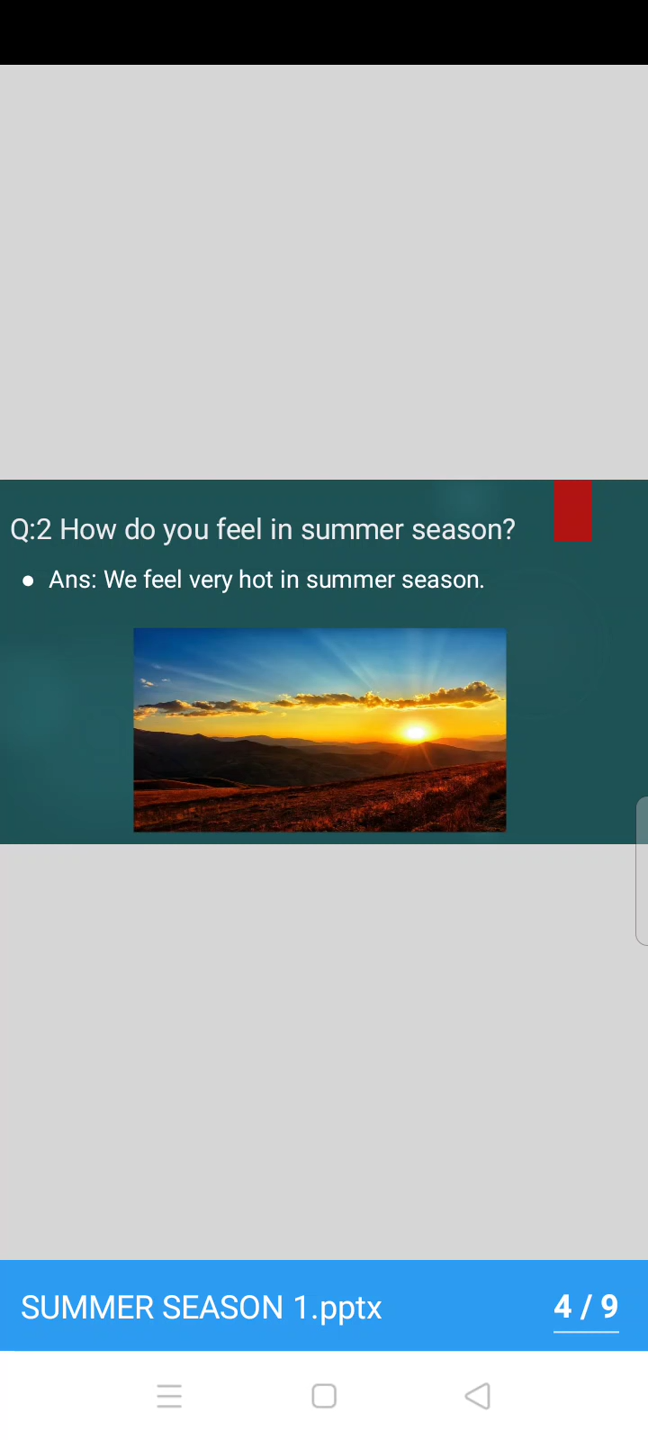 Q:2 How do you feel in summer season?
● Ans: We feel very hot in summer season.
SUMMER SEASON 1.pptx
4 / 9